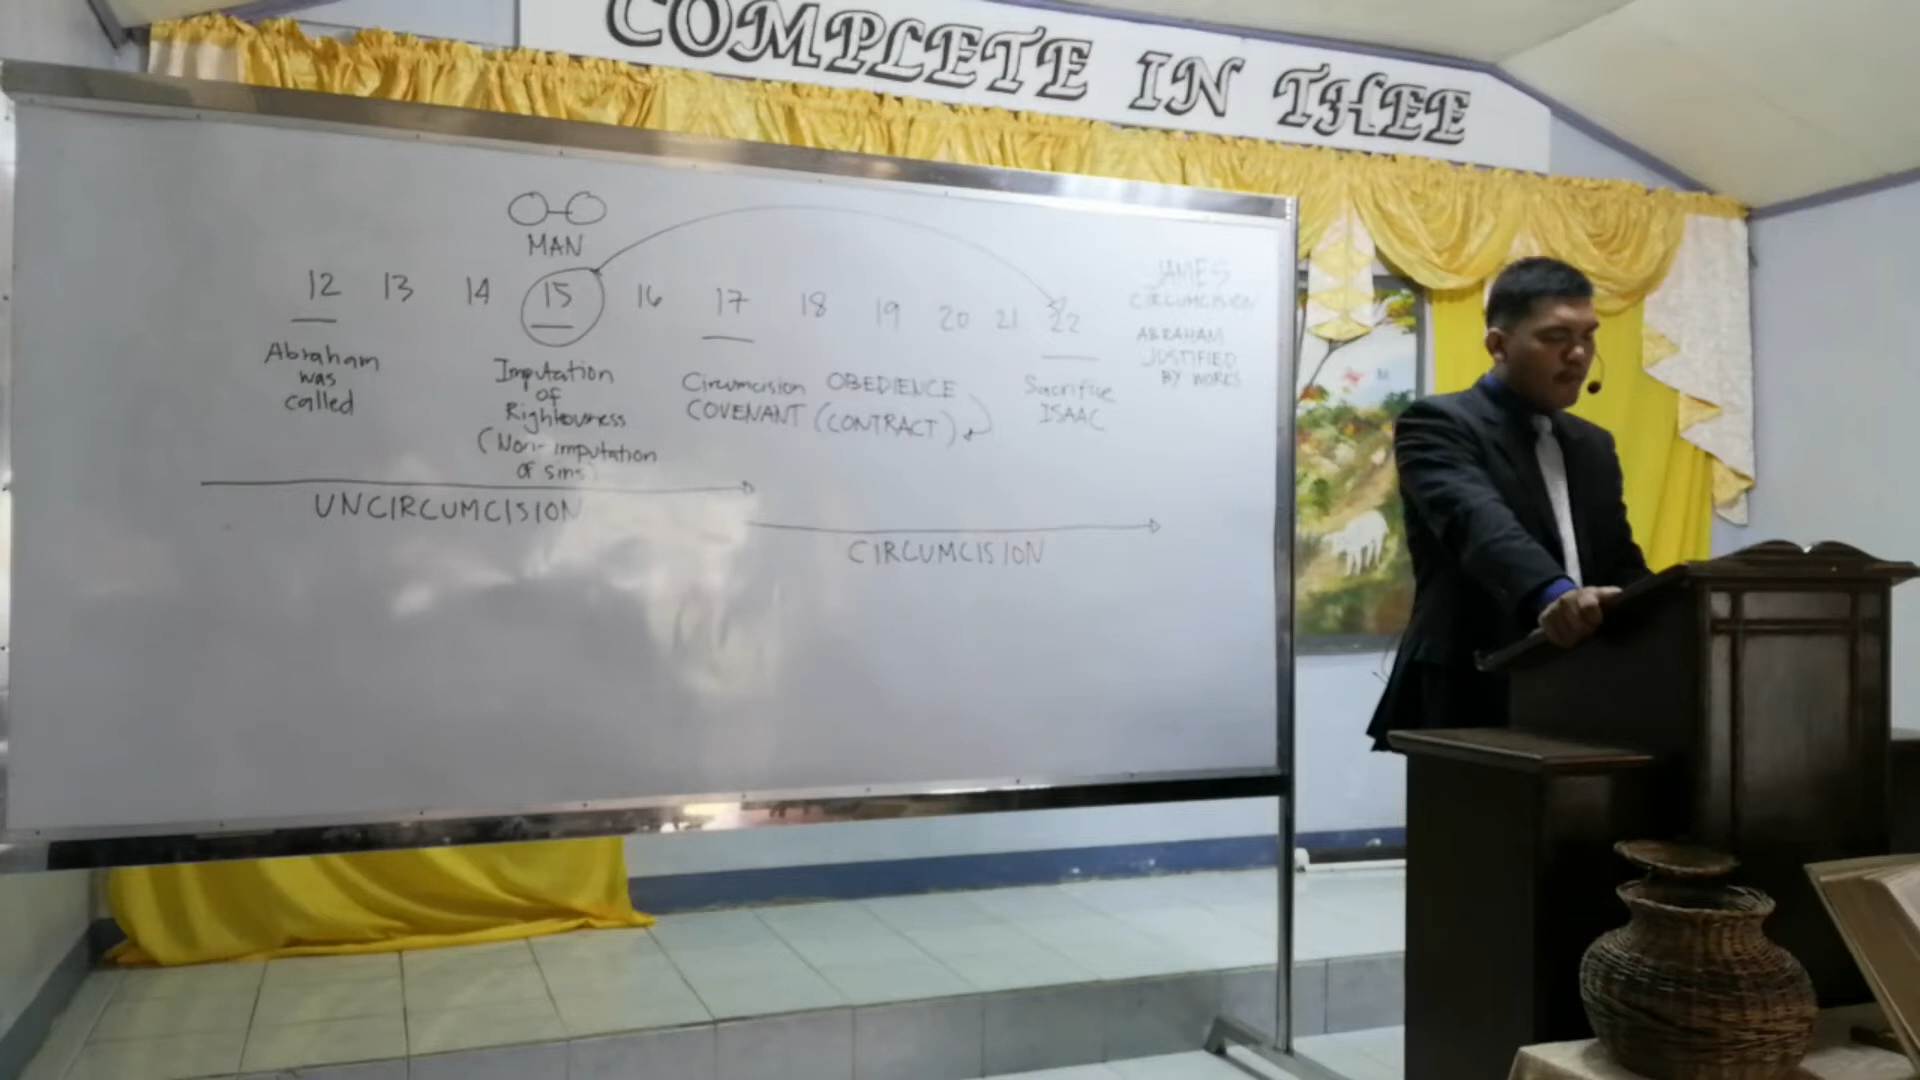 COMPLETE IN THEE
MAN
12 13 14 15 16 17 18 19 20 21 22
Abraham
was
called
Imputation
of
Righteousness
(Non-imputation
of sins)
Circumcision OBEDIENCE
COVENANT (CONTRACT)
Sacrifice
ISAAC
JAMES
CIRCUMCISION
ABRAHAM
JUSTIFIED
BY WORKS
UNCIRCUMCISION
CIRCUMCISION